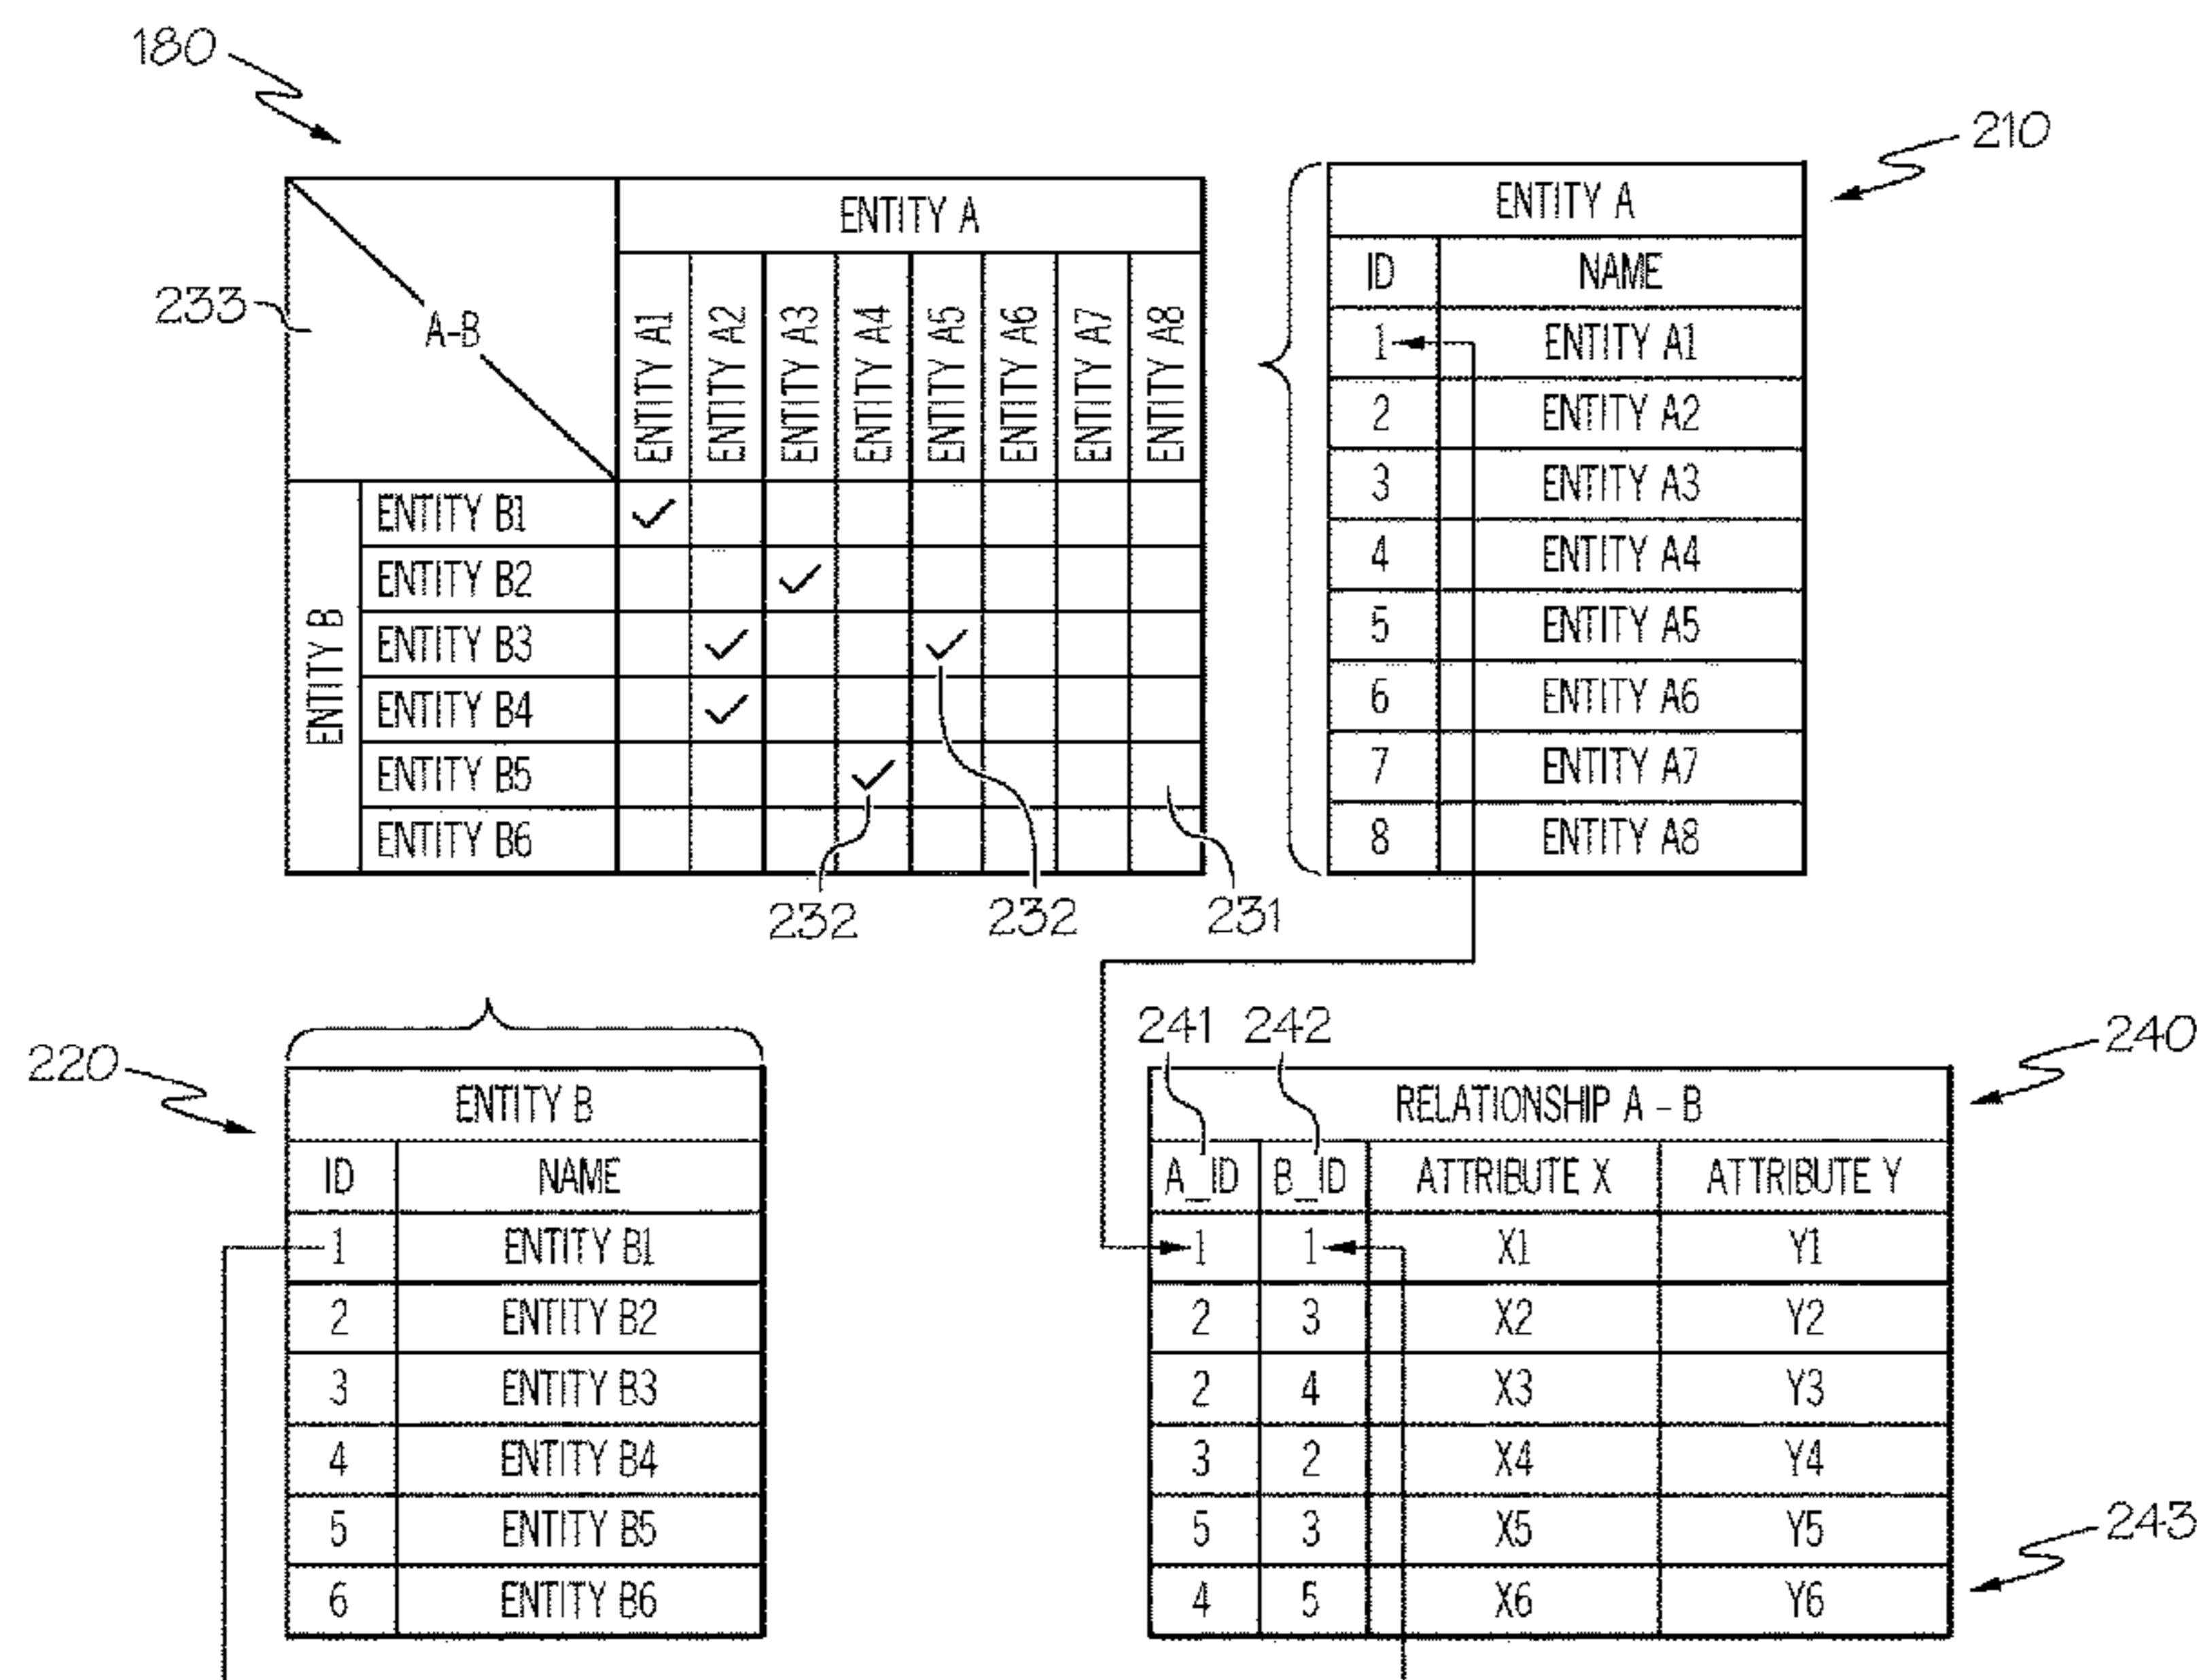 180
210
ENTITY A
A-B
233
ENTITY A1
ENTITY A2
ENTITY A3
ENTITY A4
ENTITY A5
ENTITY A6
ENTITY A7
ENTITY A8
ENTITY B
ENTITY B1
ENTITY B2
ENTITY B3
ENTITY B4
ENTITY B5
ENTITY B6
232
232
231
ENTITY A
ID NAME
1 ENTITY A1
2 ENTITY A2
3 ENTITY A3
4 ENTITY A4
5 ENTITY A5
6 ENTITY A6
7 ENTITY A7
8 ENTITY A8
220
ENTITY B
ID NAME
1 ENTITY B1
2 ENTITY B2
3 ENTITY B3
4 ENTITY B4
5 ENTITY B5
6 ENTITY B6
241 242
240
RELATIONSHIP A - B
A_ID B_ID ATTRIBUTE X ATTRIBUTE Y
1 1 X1 Y1
2 3 X2 Y2
2 4 X3 Y3
3 2 X4 Y4
5 3 X5 Y5
4 5 X6 Y6
243